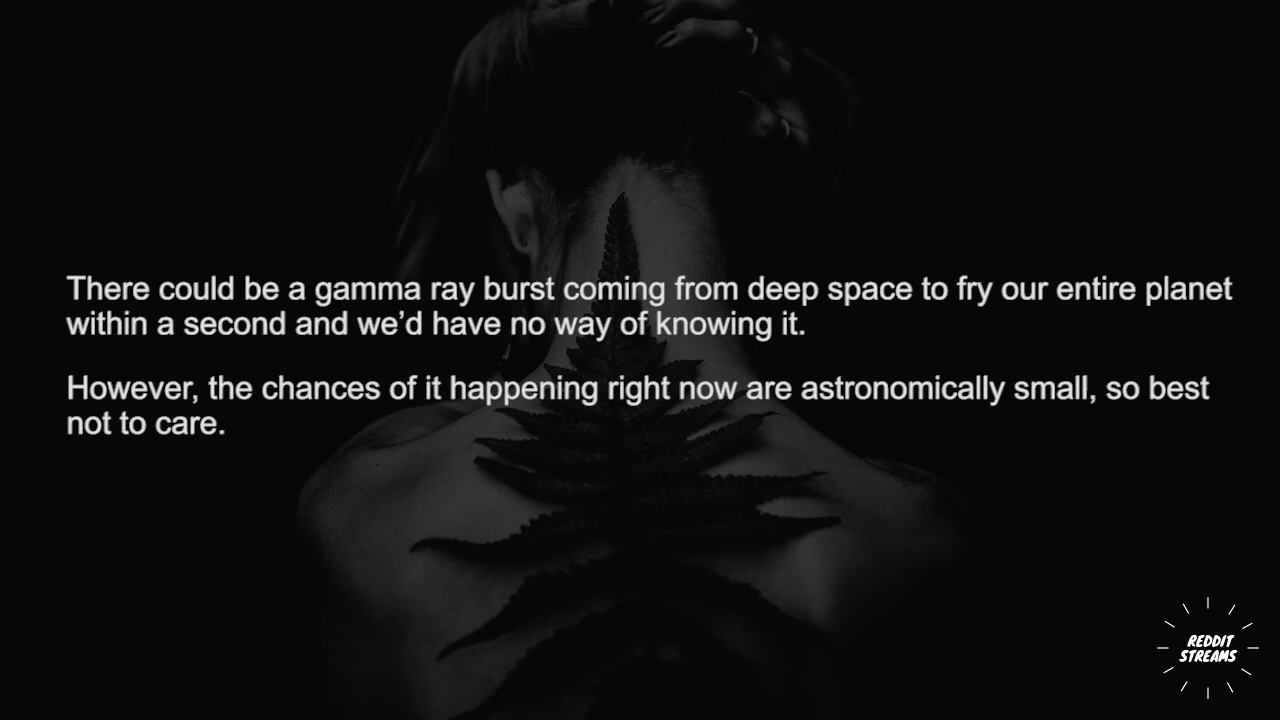 There could be a gamma ray burst coming from deep space to fry our entire planet
within a second and we’d have no way of knowing it.
However, the chances of it happening right now are astronomically small, so best
not to care.
REDDIT
STREAMS